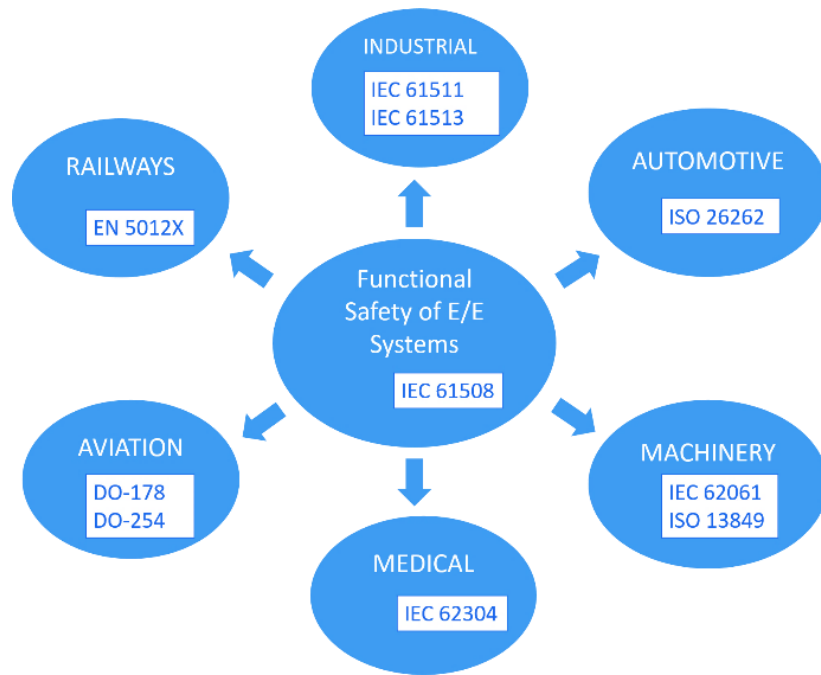 INDUSTRIAL
IEC 61511
IEC 61513
RAILWAYS
EN 5012X
AUTOMOTIVE
ISO 26262
Functional
Safety of E/E
Systems
IEC 61508
AVIATION
DO-178
DO-254
MACHINERY
IEC 62061
ISO 13849
MEDICAL
IEC 62304